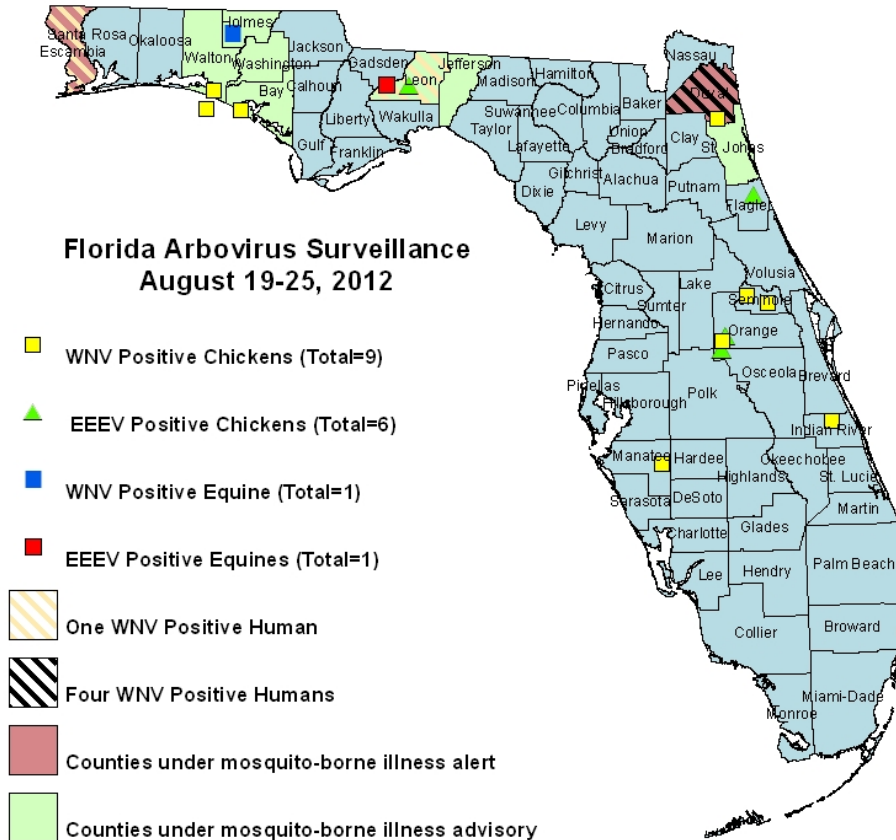 Santa Rosa
Escambia
Okaloosa
Walton
Holmes
Washington
Bay
Jackson
Calhoun
Gulf
Gadsden
Liberty
Franklin
Leon
Wakulla
Jefferson
Madison
Taylor
Hamilton
Suwannee
Lafayette
Dixie
Columbia
Gilchrist
Baker
Union
Bradford
Alachua
Levy
Nassau
Duval
Clay
St. Johns
Putnam
Flagler
Marion
Volusia
Citrus
Sumter
Lake
Seminole
Hernando
Orange
Pasco
Osceola
Brevard
Pinellas
Hillsborough
Polk
Indian River
Manatee
Hardee
Highlands
Okeechobee
St. Lucie
Sarasota
DeSoto
Martin
Charlotte
Glades
Lee
Hendry
Palm Beach
Collier
Broward
Monroe
Miami-Dade
Florida Arbovirus Surveillance
August 19-25, 2012
WNV Positive Chickens (Total=9)
EEEV Positive Chickens (Total=6)
WNV Positive Equine (Total=1)
EEEV Positive Equines (Total=1)
One WNV Positive Human
Four WNV Positive Humans
Counties under mosquito-borne illness alert
Counties under mosquito-borne illness advisory